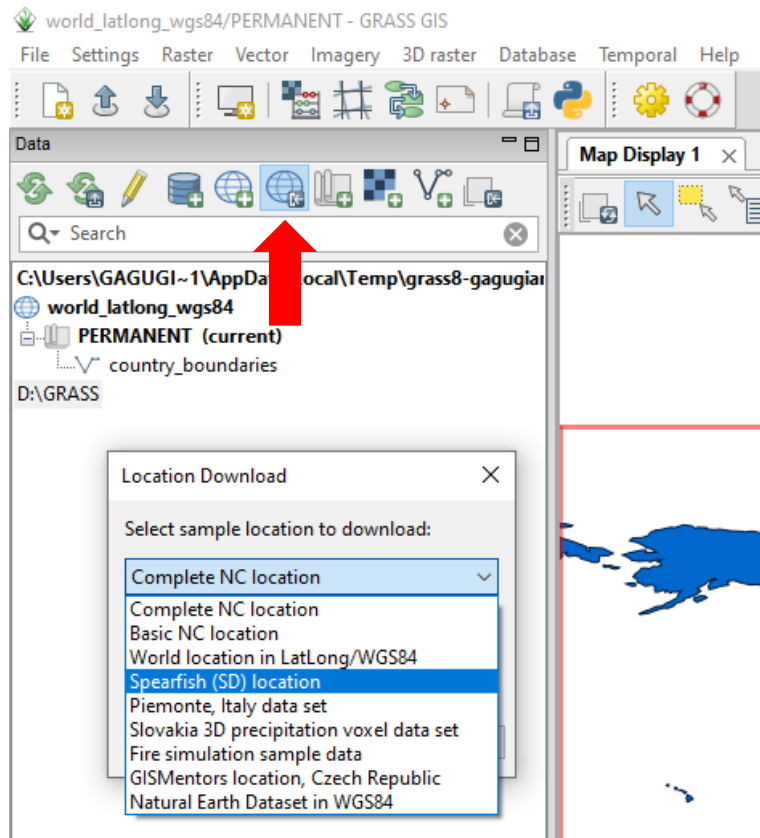 world_latlong_wgs84/PERMANENT - GRASS GIS
File Settings Raster Vector Imagery 3D raster Database Temporal Help
Data
Map Display 1
Search
C:\Users\GAGUGI~1\AppDa ocal\Temp\grass8-gagugiar
world_latlong_wgs84
PERMANENT (current)
country_boundaries
D:\GRASS
Location Download
Select sample location to download:
Complete NC location
Complete NC location
Basic NC location
World location in LatLong/WGS84
Spearfish (SD) location
Piemonte, Italy data set
Slovakia 3D precipitation voxel data set
Fire simulation sample data
GISMentors location, Czech Republic
Natural Earth Dataset in WGS84